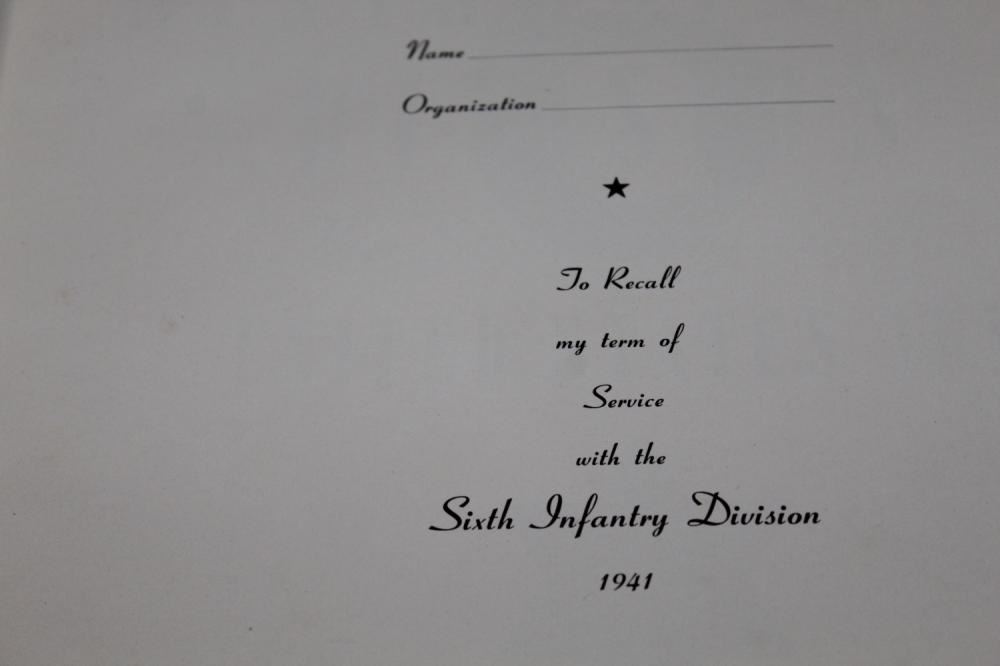 Name
Organization
★
To Recall
my term of
Service
with the
Sixth Infantry Division
1941